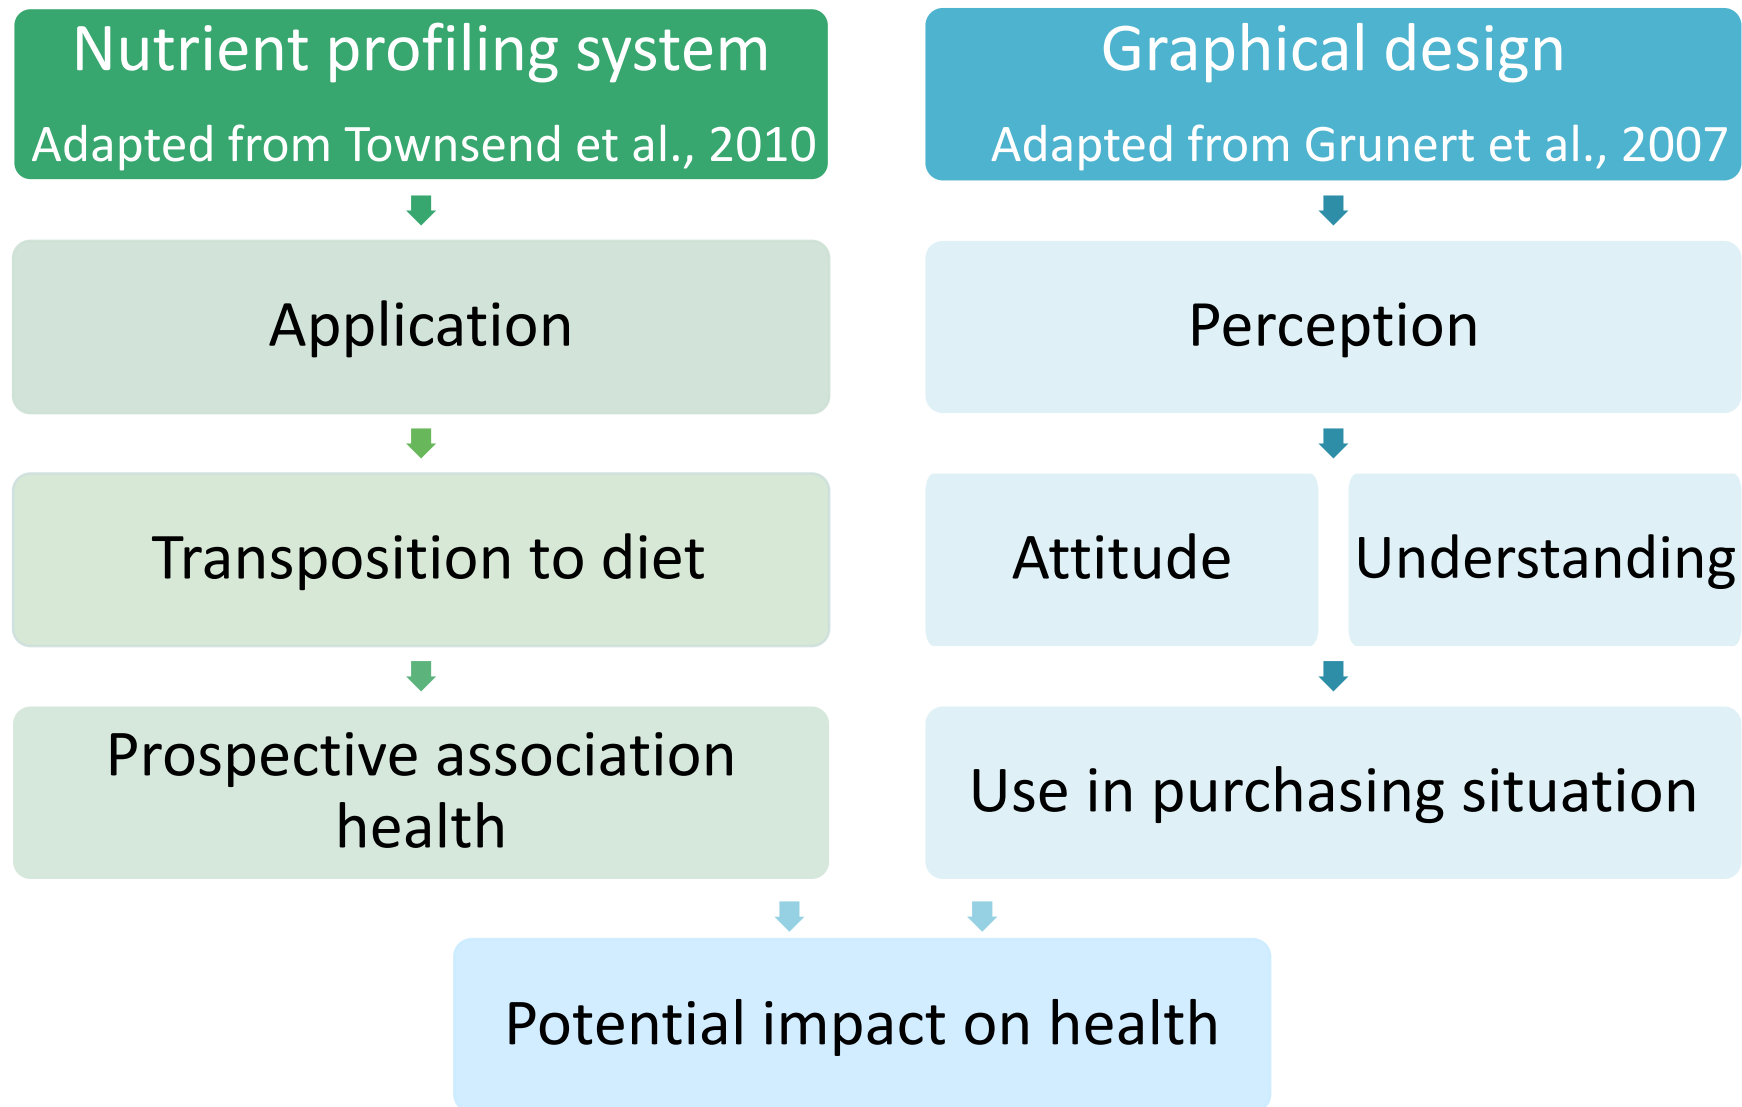 Nutrient profiling system
Adapted from Townsend et al., 2010
Application
Transposition to diet
Prospective association
health
Graphical design
Adapted from Grunert et al., 2007
Perception
Attitude
Understanding
Use in purchasing situation
Potential impact on health